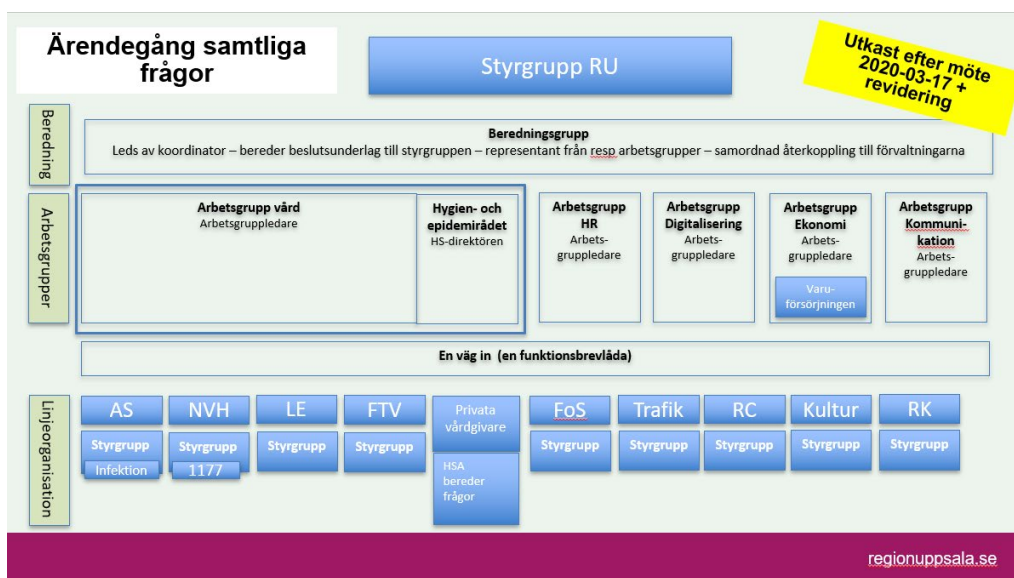 Ärendegång samtliga
frågor
Styrgrupp RU
Utkast efter möte
2020-03-17 +
revidering
Beredning
Beredningsgrupp
Leds av koordinator – bereder beslutsunderlag till styrgruppen – representant från resp arbetsgrupper – samordnad återkoppling till förvaltningarna
Arbetsgrupper
Arbetsgrupp vård
Arbetsgruppledare
Hygien- och
epidemirådet
HS-direktören
Arbetsgrupp
HR
Arbets-
gruppledare
Arbetsgrupp
Digitalisering
Arbets-
gruppledare
Arbetsgrupp
Ekonomi
Arbets-
gruppledare
Varu-
försörjningen
Arbetsgrupp
Kommuni-
kation
Arbets-
gruppledare
En väg in (en funktionsbrevlåda)
Linjeorganisation
AS
Styrgrupp
Infektion
NVH
Styrgrupp
1177
LE
Styrgrupp
FTV
Styrgrupp
Privata
vårdgivare
HSA
bereder
frågor
FoS
Styrgrupp
Trafik
Styrgrupp
RC
Styrgrupp
Kultur
Styrgrupp
RK
Styrgrupp
regionuppsala.se